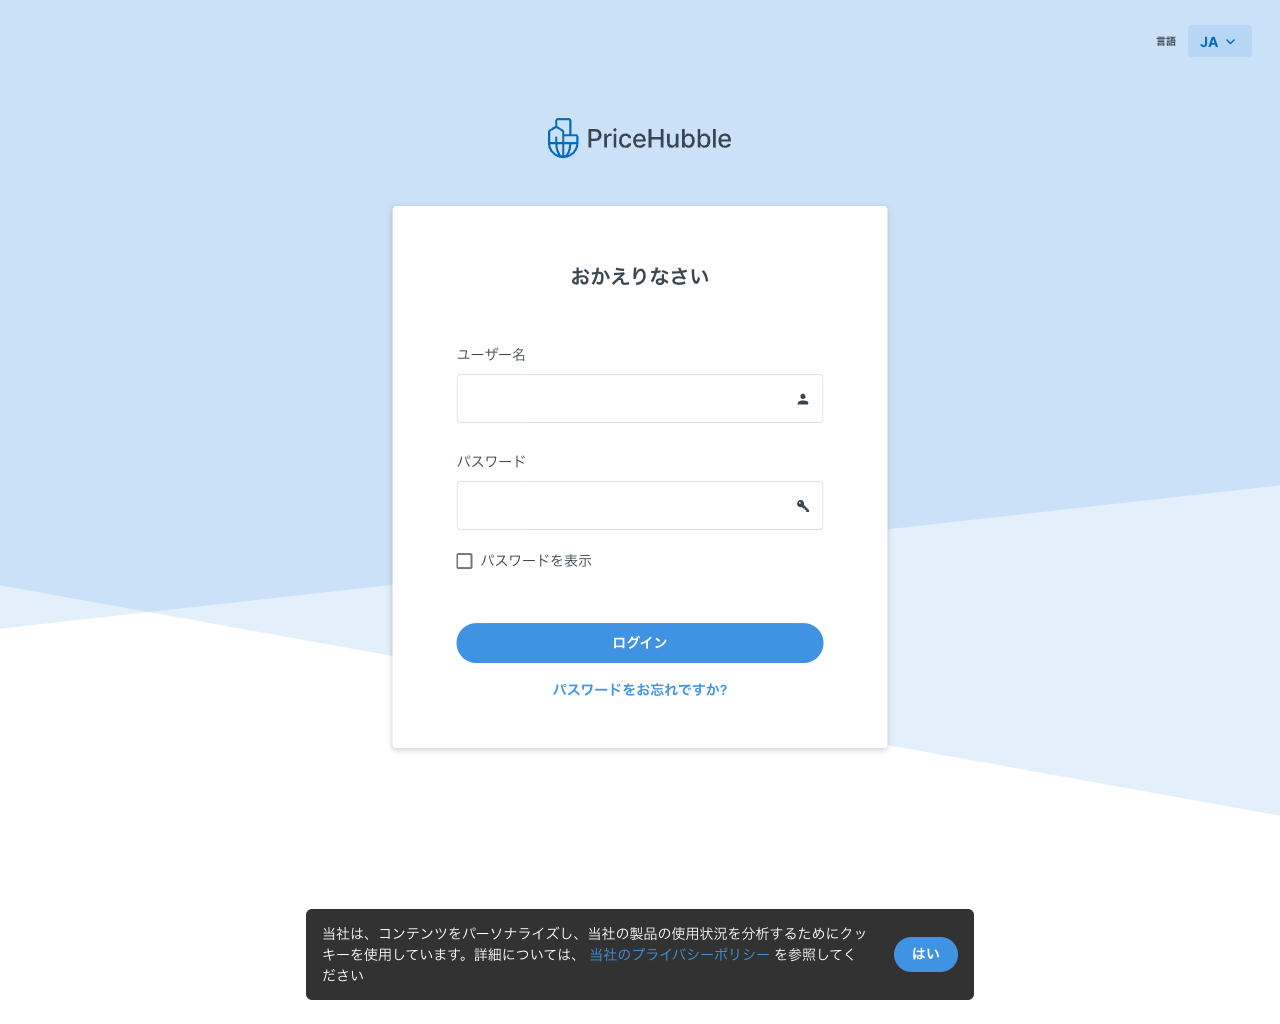 言語
JA
PriceHubble
おかえりなさい
ユーザー名
パスワード
パスワードを表示
ログイン
パスワードをお忘れですか?
当社は、コンテンツをパーソナライズし、当社の製品の使用状況を分析するためにクッ
キーを使用しています。詳細については、 当社のプライバシーポリシー を参照してく
ださい
はい